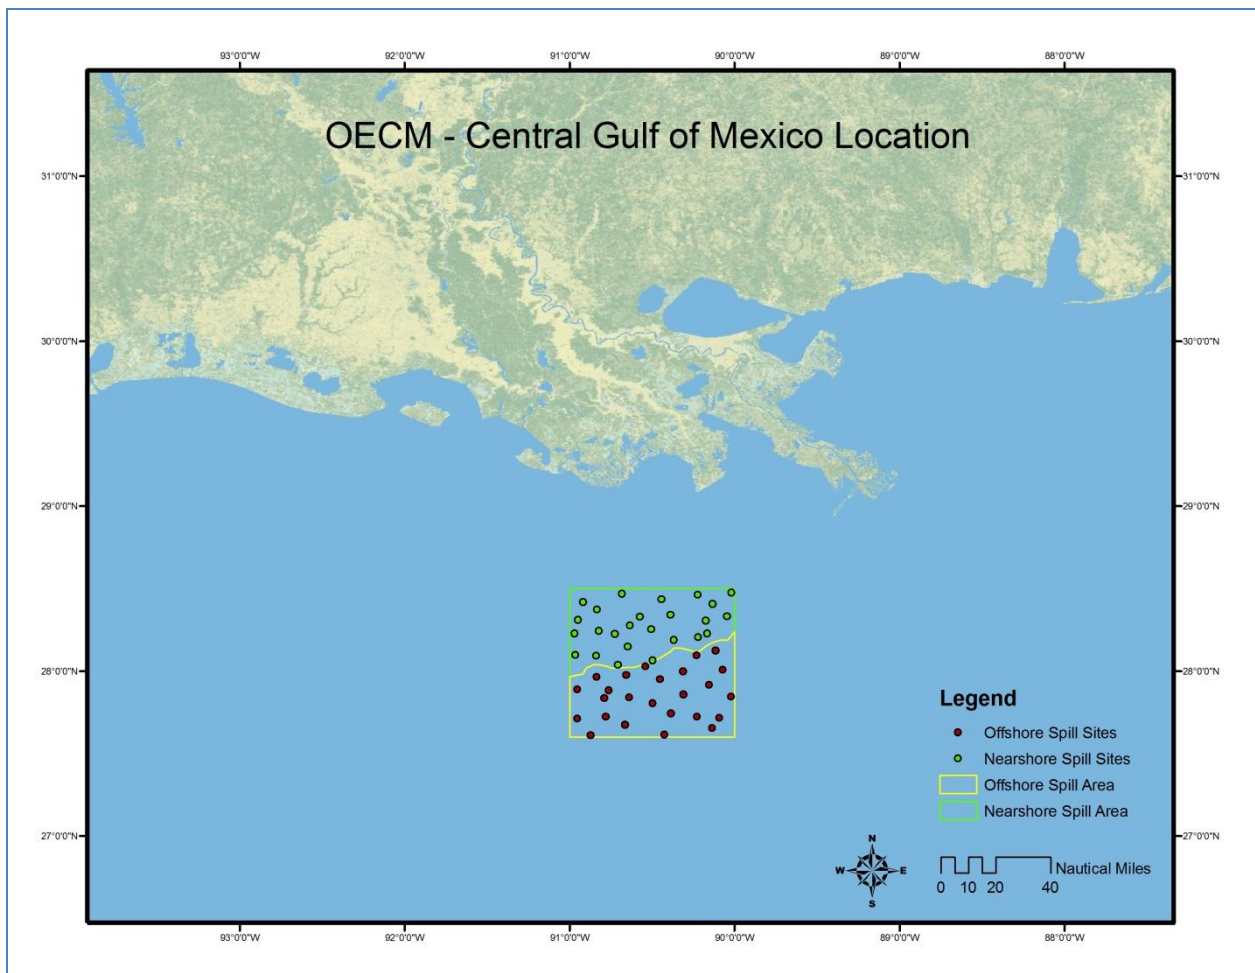 93°0'0"W 92°0'0"W 91°0'0"W 90°0'0"W 89°0'0"W 88°0'0"W
OECM - Central Gulf of Mexico Location
31°0'0"N 31°0'0"N
30°0'0"N 30°0'0"N
29°0'0"N 29°0'0"N
28°0'0"N 28°0'0"N
Legend
Offshore Spill Sites
Nearshore Spill Sites
Offshore Spill Area
Nearshore Spill Area
27°0'0"N 27°0'0"N
N
W E
S
Nautical Miles
0 10 20 40
93°0'0"W 92°0'0"W 91°0'0"W 90°0'0"W 89°0'0"W 88°0'0"W